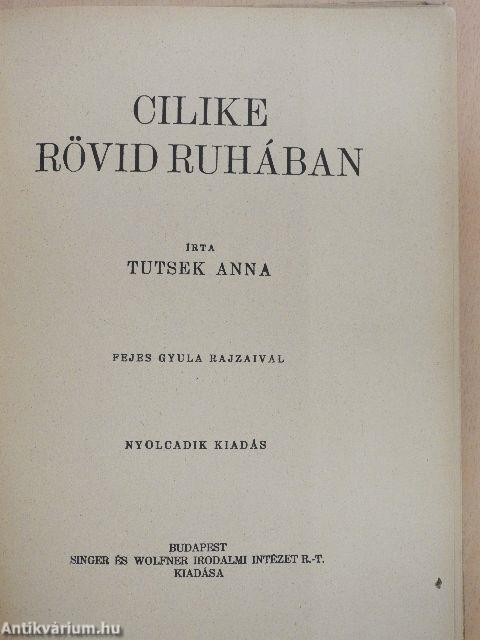 CILIKE
RÖVID RUHÁBAN
ÍRTA
TUTSEK ANNA
FEJES GYULA RAJZAIVAL
NYOLCADIK KIADÁS
BUDAPEST
SINGER ÉS WOLFNER IRODALMI INTÉZET R.-T.
KIADÁSA
Antikvárium.hu